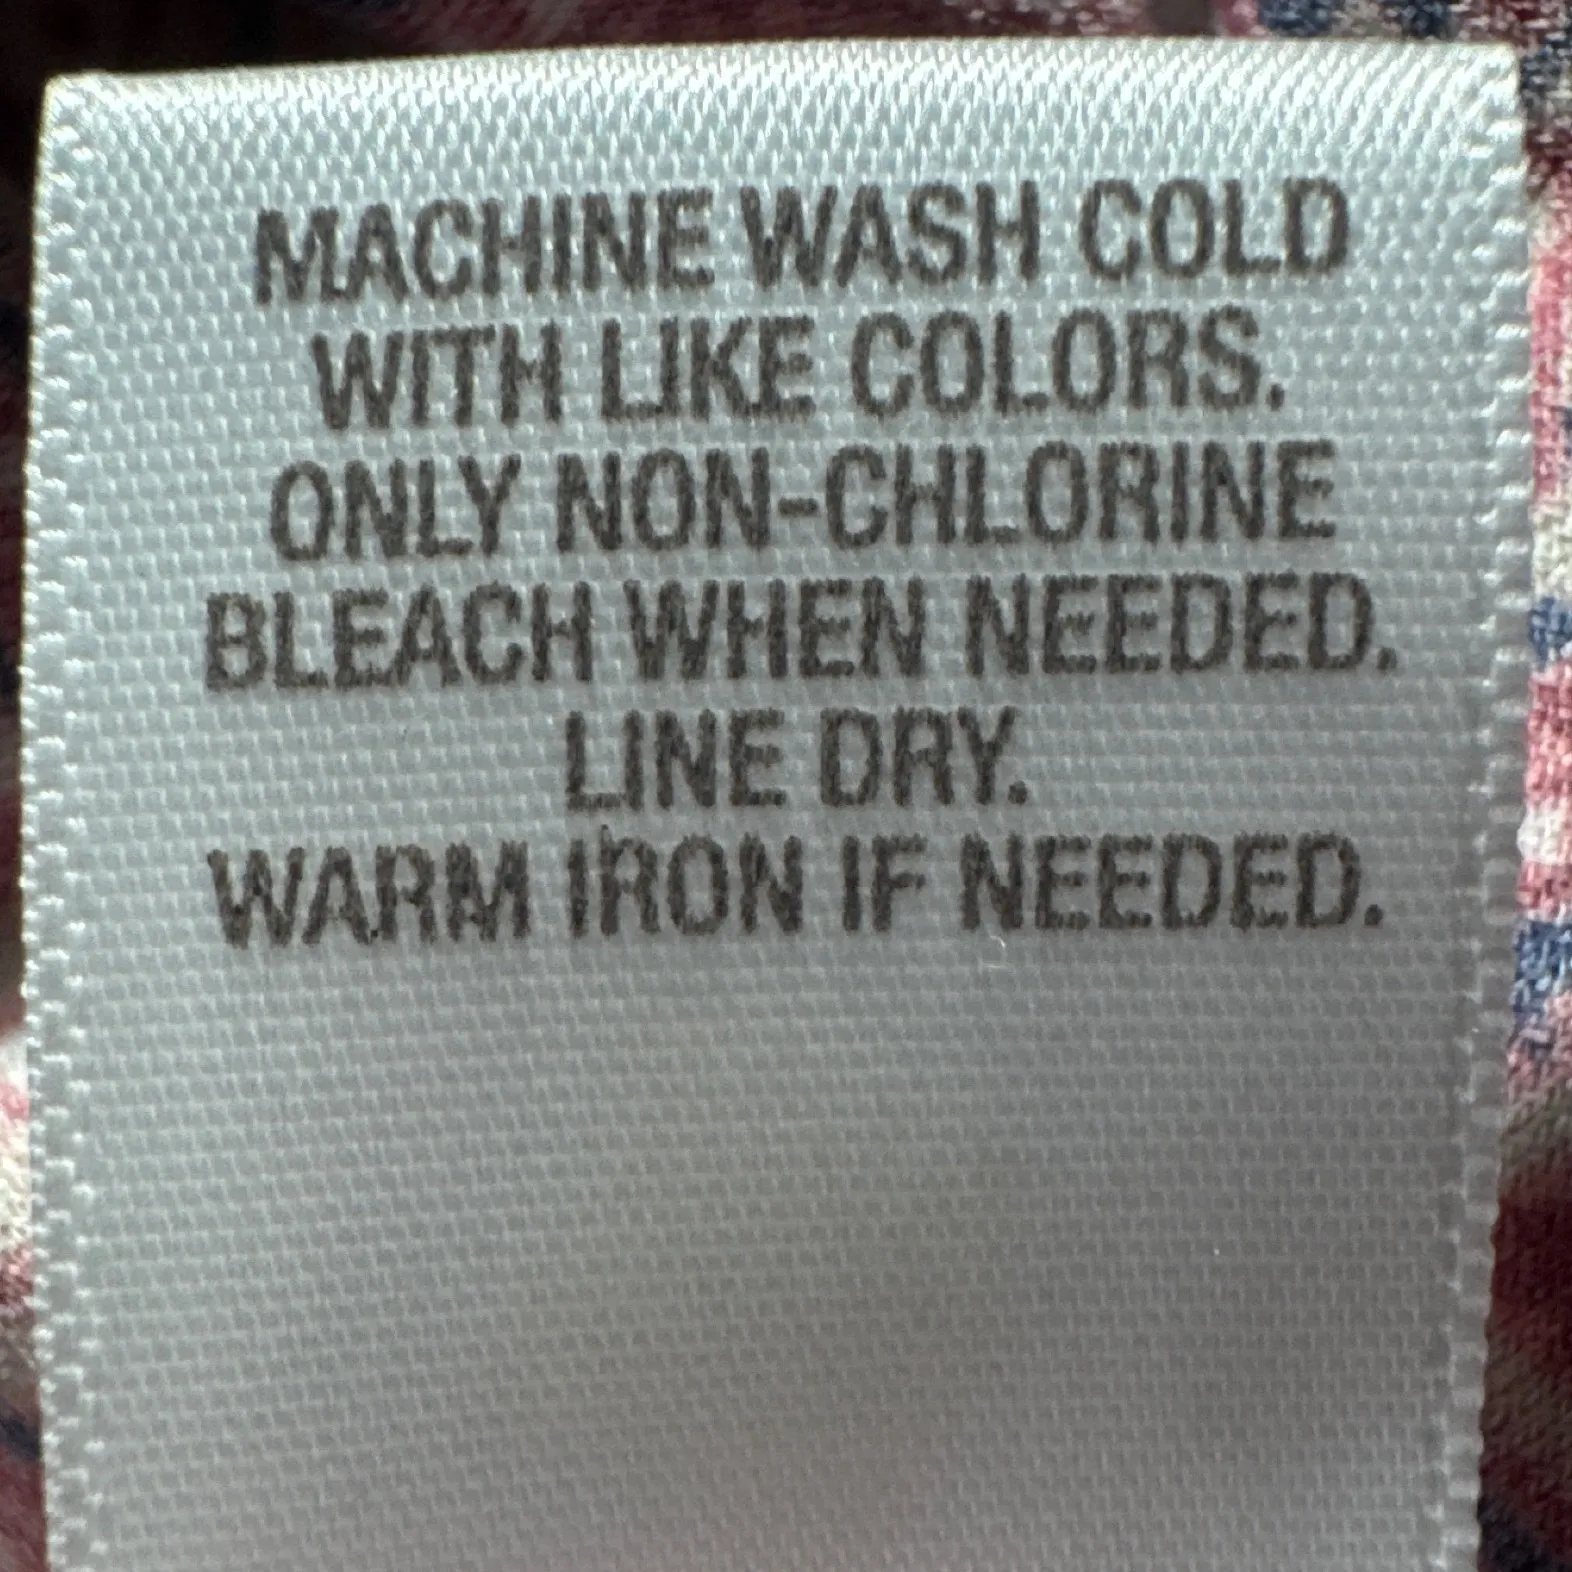 MACHINE WASH COLD
WITH LIKE COLORS.
ONLY NON-CHLORINE
BLEACH WHEN NEEDED.
LINE DRY.
WARM IRON IF NEEDED.